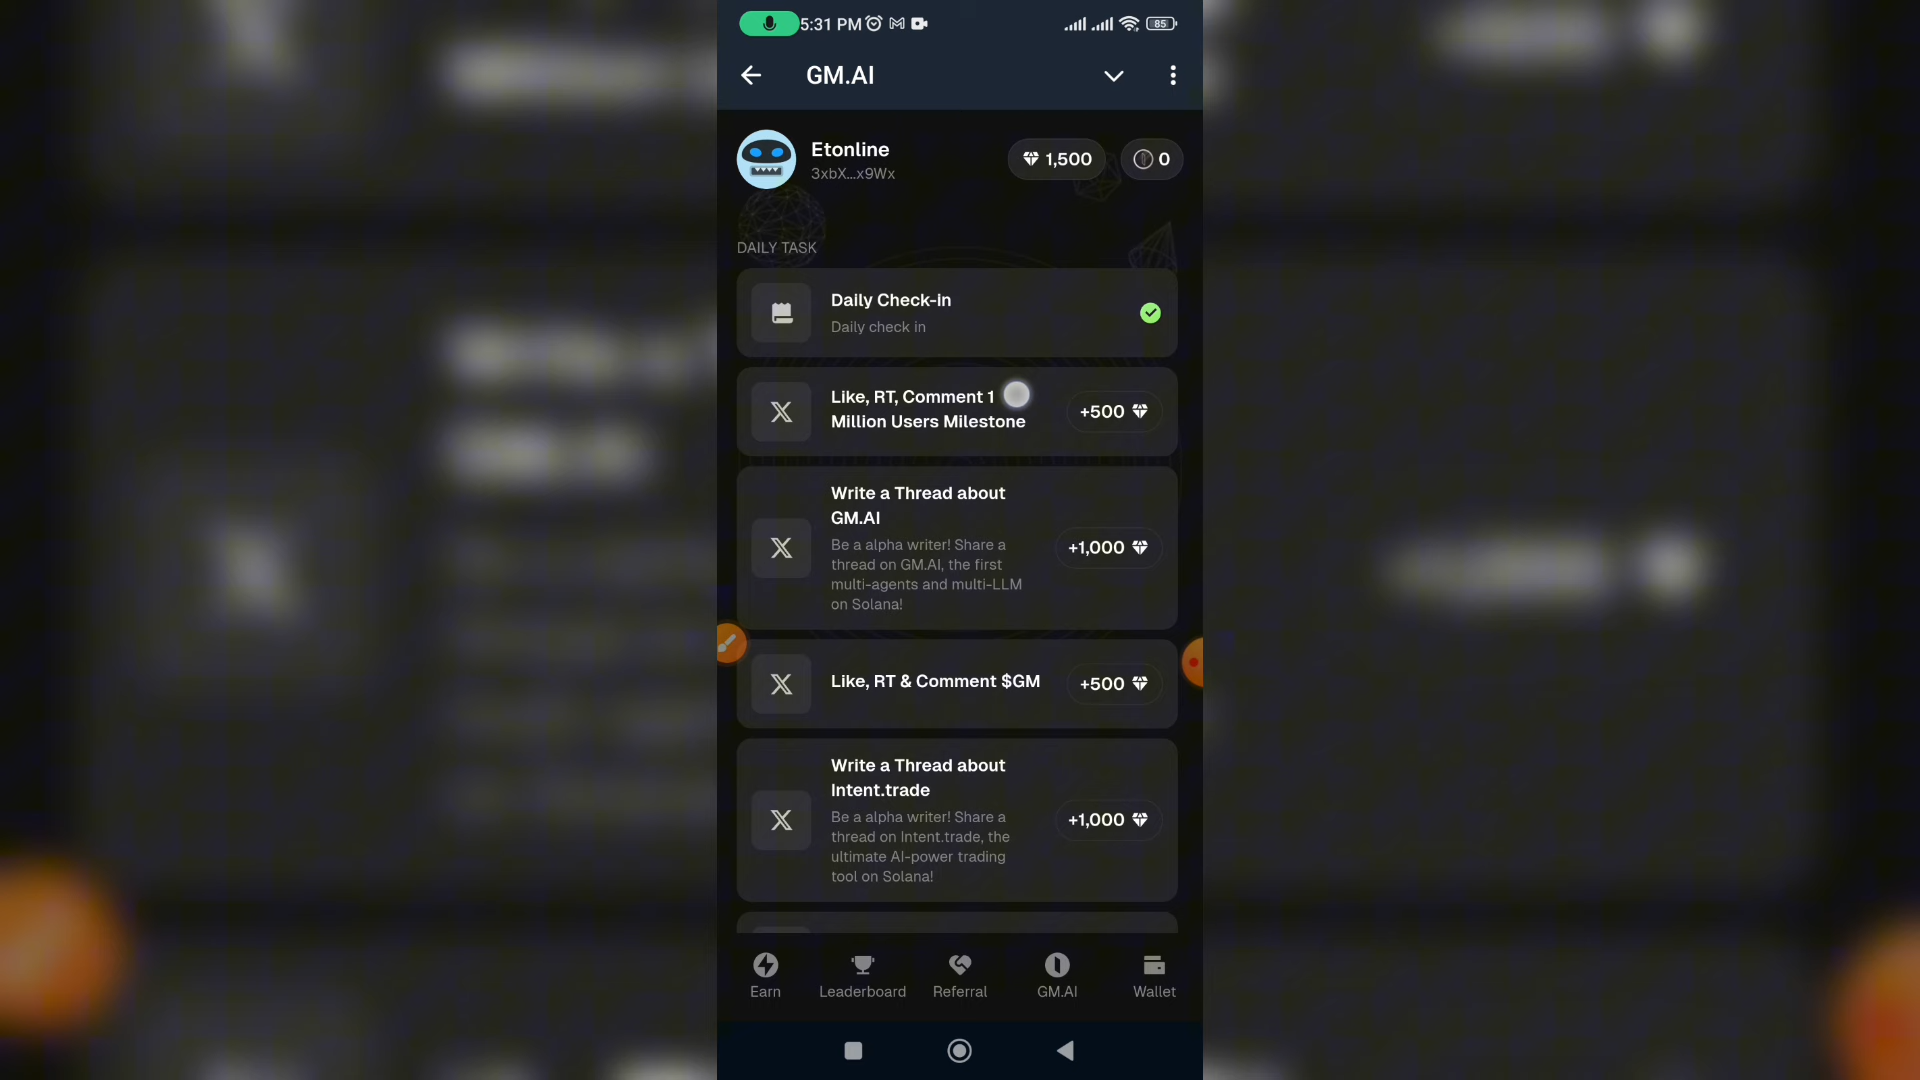 5:31 PM
85
GM.AI
Etonline
3xbX...x9Wx
1,500
0
DAILY TASK
Daily Check-in
Daily check in
Like, RT, Comment 1
Million Users Milestone
+500
Write a Thread about
GM.AI
Be a alpha writer! Share a
thread on GM.AI, the first
multi-agents and multi-LLM
on Solana!
+1,000
Like, RT & Comment $GM
+500
Write a Thread about
Intent.trade
Be a alpha writer! Share a
thread on Intent.trade, the
ultimate AI-power trading
tool on Solana!
+1,000
Earn
Leaderboard
Referral
GM.AI
Wallet